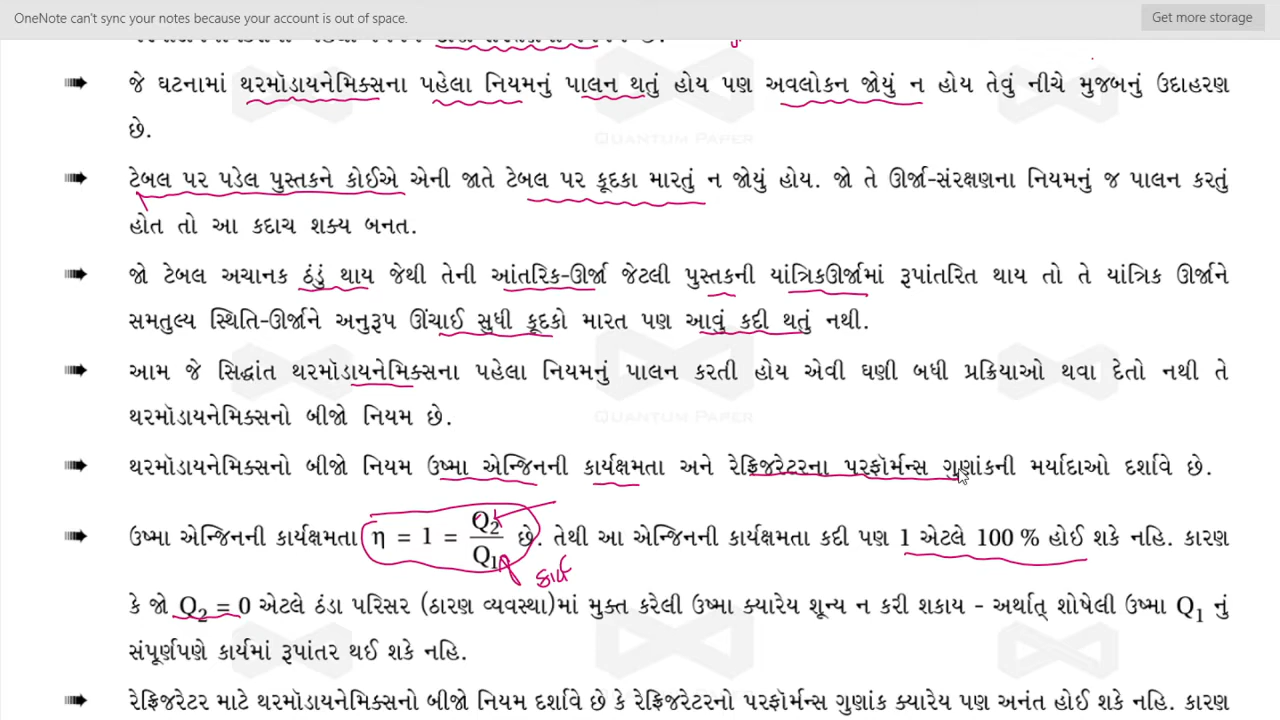 OneNote can't sync your notes because your account is out of space.
Get more storage
જે ઘટનામાં થરમૉડાયનેમિક્સના પહેલા નિયમનું પાલન થતું હોય પણ અવલોકન જોયું ન હોય તેવું નીચે મુજબનું ઉદાહરણ
છે.
QUANTUM PAPER
ટેબલ પર પડેલ પુસ્તકને કોઈએ એની જાતે ટેબલ પર કૂદકા મારતું ન જોયું હોય. જો તે ઊર્જા-સંરક્ષણના નિયમનું જ પાલન કરતું
હોત તો આ કદાચ શક્ય બનત.
જો ટેબલ અચાનક ઠંડું થાય જેથી તેની આંતરિક-ઊર્જા જેટલી પુસ્તકની યાંત્રિકઊર્જામાં રૂપાંતરિત થાય તો તે યાંત્રિક ઊર્જાને
સમતુલ્ય સ્થિતિ-ઊર્જાને અનુરૂપ ઊંચાઈ સુધી કૂદકો મારત પણ આવું કદી થતું નથી.
આમ જે સિદ્ધાંત થરમૉડાયનેમિક્સના પહેલા નિયમનું પાલન કરતી હોય એવી ઘણી બધી પ્રક્રિયાઓ થવા દેતો નથી તે
થરમૉડાયનેમિક્સનો બીજો નિયમ છે.
QUANTUM PAPER
થરમૉડાયનેમિક્સનો બીજો નિયમ ઉષ્મા એન્જિનની કાર્યક્ષમતા અને રેફ્રિજરેટરના પરફૉર્મન્સ ગુણાંકની મર્યાદાઓ દર્શાવે છે.
ઉષ્મા એન્જિનની કાર્યક્ષમતા η = 1 = Q2/Q1 છે. તેથી આ એન્જિનની કાર્યક્ષમતા કદી પણ 1 એટલે 100 % હોઈ શકે નહિ. કારણ
કે જો Q2 = 0 એટલે ઠંડા પરિસર (ઠારણ વ્યવસ્થા)માં મુક્ત કરેલી ઉષ્મા ક્યારેય શૂન્ય ન કરી શકાય - અર્થાત્ શોષેલી ઉષ્મા Q1 નું
સંપૂર્ણપણે કાર્યમાં રૂપાંતર થઈ શકે નહિ.
રેફ્રિજરેટર માટે થરમૉડાયનેમિક્સનો બીજો નિયમ દર્શાવે છે કે રેફ્રિજરેટરનો પરફૉર્મન્સ ગુણાંક ક્યારેય પણ અનંત હોઈ શકે નહિ. કારણ